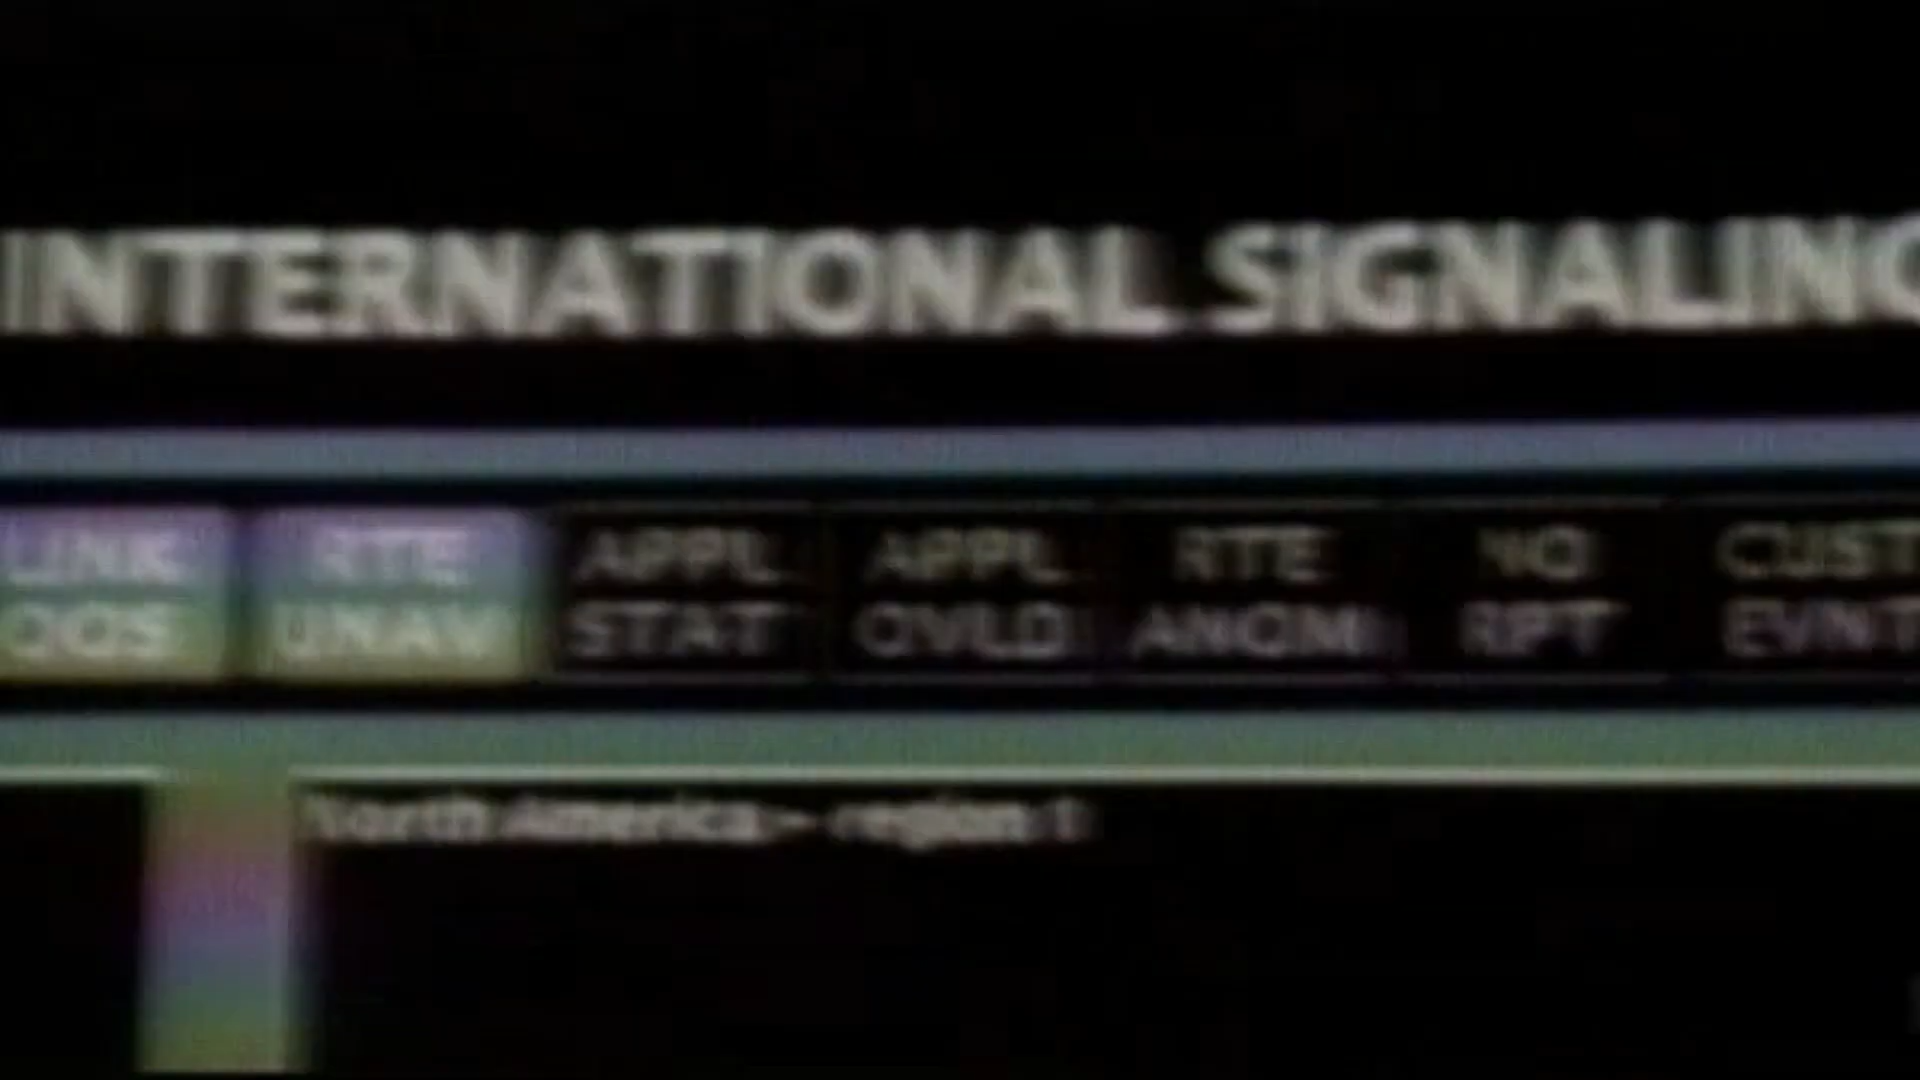 INTERNATIONAL SIGNALING
LINK RTE APPL APPL RTE NO CUST
QOS UNAV STAT OVLD ANOM RPT EVNT
North America - region 1